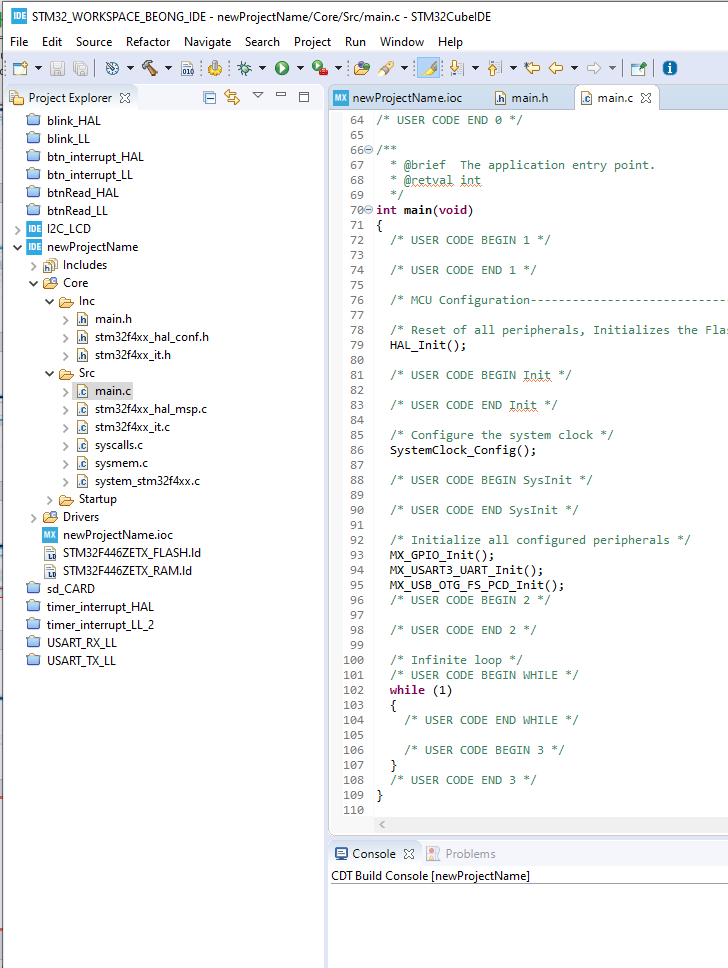 IDE STM32_WORKSPACE_BEONG_IDE - newProjectName/Core/Src/main.c - STM32CubeIDE
File Edit Source Refactor Navigate Search Project Run Window Help
Project Explorer
blink_HAL
blink_LL
btn_interrupt_HAL
btn_interrupt_LL
btnRead_HAL
btnRead_LL
IDE I2C_LCD
IDE newProjectName
Includes
Core
Inc
main.h
stm32f4xx_hal_conf.h
stm32f4xx_it.h
Src
main.c
stm32f4xx_hal_msp.c
stm32f4xx_it.c
syscalls.c
sysmem.c
system_stm32f4xx.c
Startup
Drivers
MX newProjectName.ioc
STM32F446ZETX_FLASH.ld
STM32F446ZETX_RAM.ld
sd_CARD
timer_interrupt_HAL
timer_interrupt_LL_2
USART_RX_LL
USART_TX_LL
MX newProjectName.ioc main.h main.c
64 /* USER CODE END 0 */
65
66 /**
67 * @brief  The application entry point.
68 * @retval int
69 */
70 int main(void)
71 {
72 /* USER CODE BEGIN 1 */
73
74 /* USER CODE END 1 */
75
76 /* MCU Configuration----------------------------
77
78 /* Reset of all peripherals, Initializes the Flas
79 HAL_Init();
80
81 /* USER CODE BEGIN Init */
82
83 /* USER CODE END Init */
84
85 /* Configure the system clock */
86 SystemClock_Config();
87
88 /* USER CODE BEGIN SysInit */
89
90 /* USER CODE END SysInit */
91
92 /* Initialize all configured peripherals */
93 MX_GPIO_Init();
94 MX_USART3_UART_Init();
95 MX_USB_OTG_FS_PCD_Init();
96 /* USER CODE BEGIN 2 */
97
98 /* USER CODE END 2 */
99
100 /* Infinite loop */
101 /* USER CODE BEGIN WHILE */
102 while (1)
103 {
104 /* USER CODE END WHILE */
105
106 /* USER CODE BEGIN 3 */
107 }
108 /* USER CODE END 3 */
109 }
110
Console Problems
CDT Build Console [newProjectName]